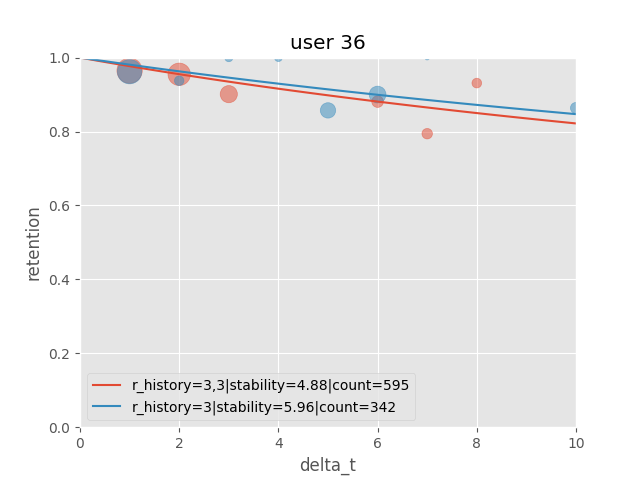 user 36
1.0
0.8
0.6
0.4
0.2
0.0
retention
r_history=3,3|stability=4.88|count=595
r_history=3|stability=5.96|count=342
0 2 4 6 8 10
delta_t